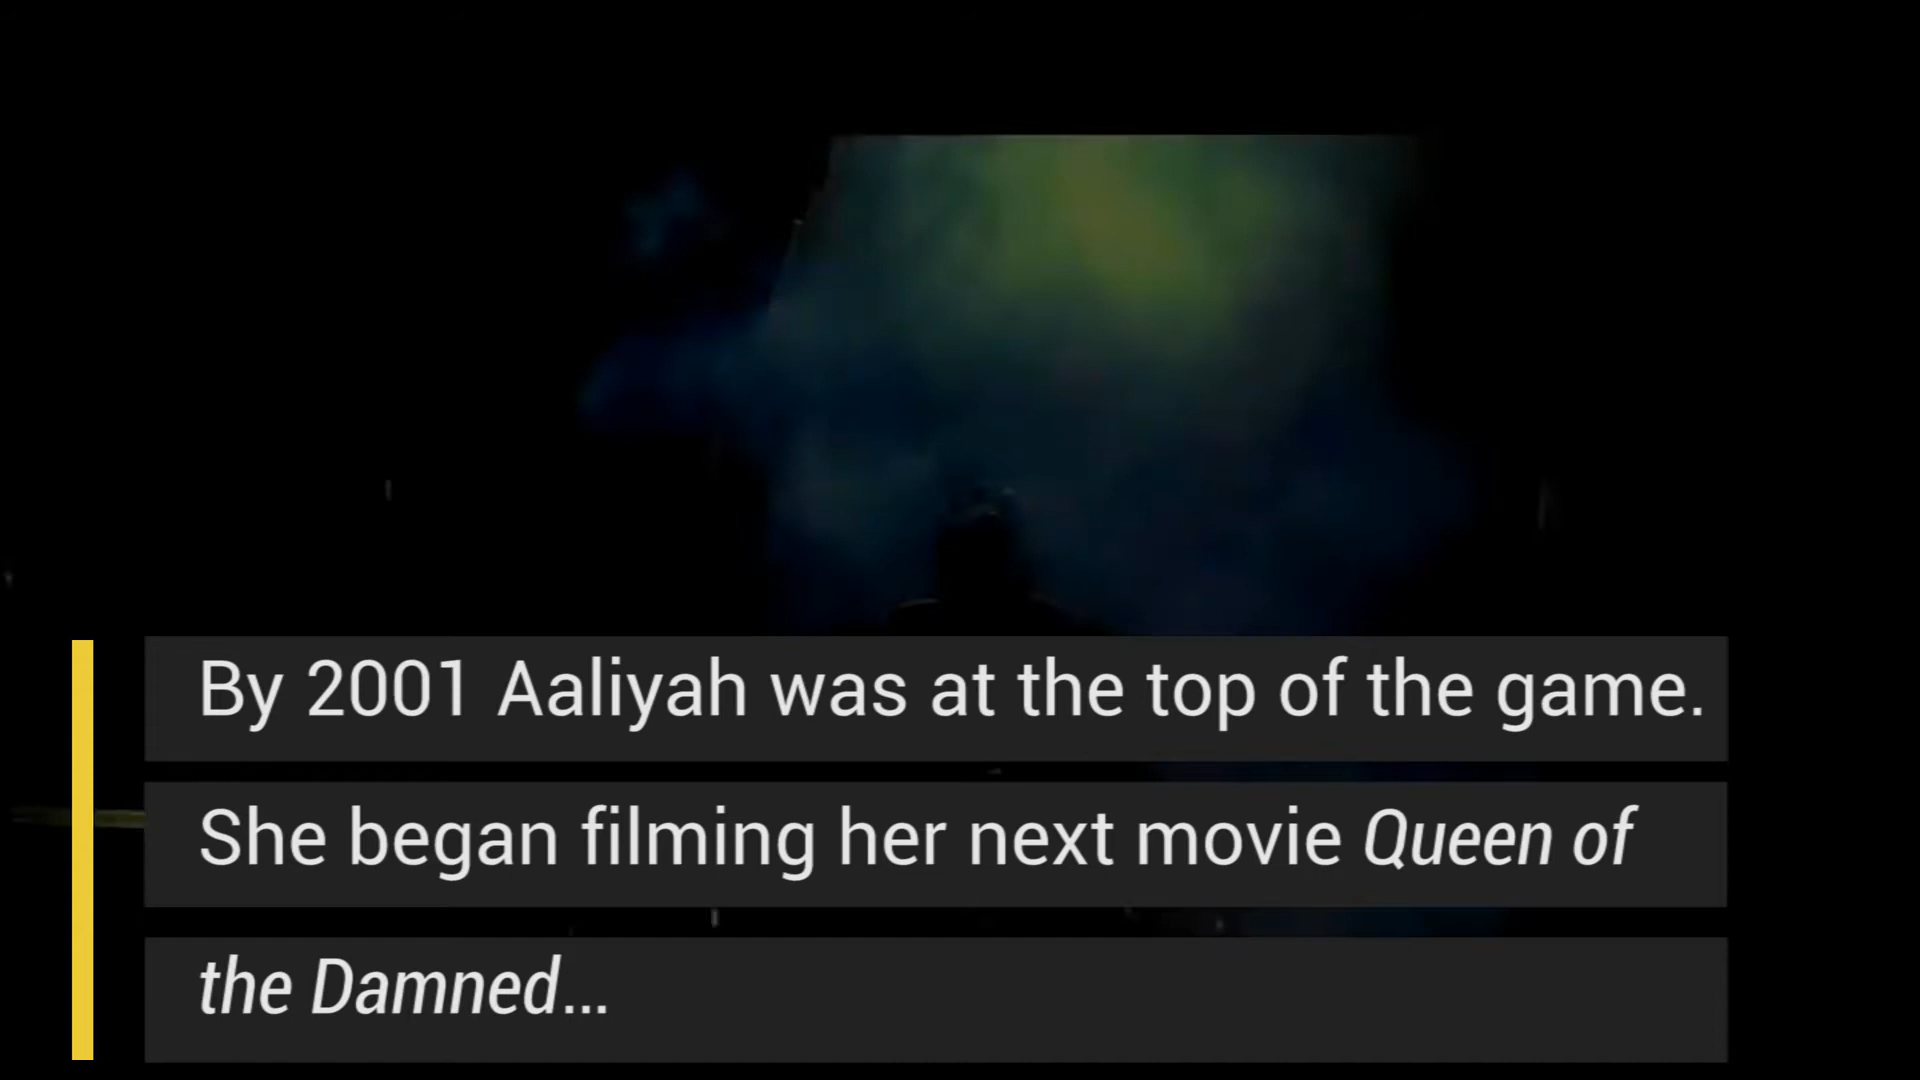 By 2001 Aaliyah was at the top of the game.
She began filming her next movie Queen of
the Damned...